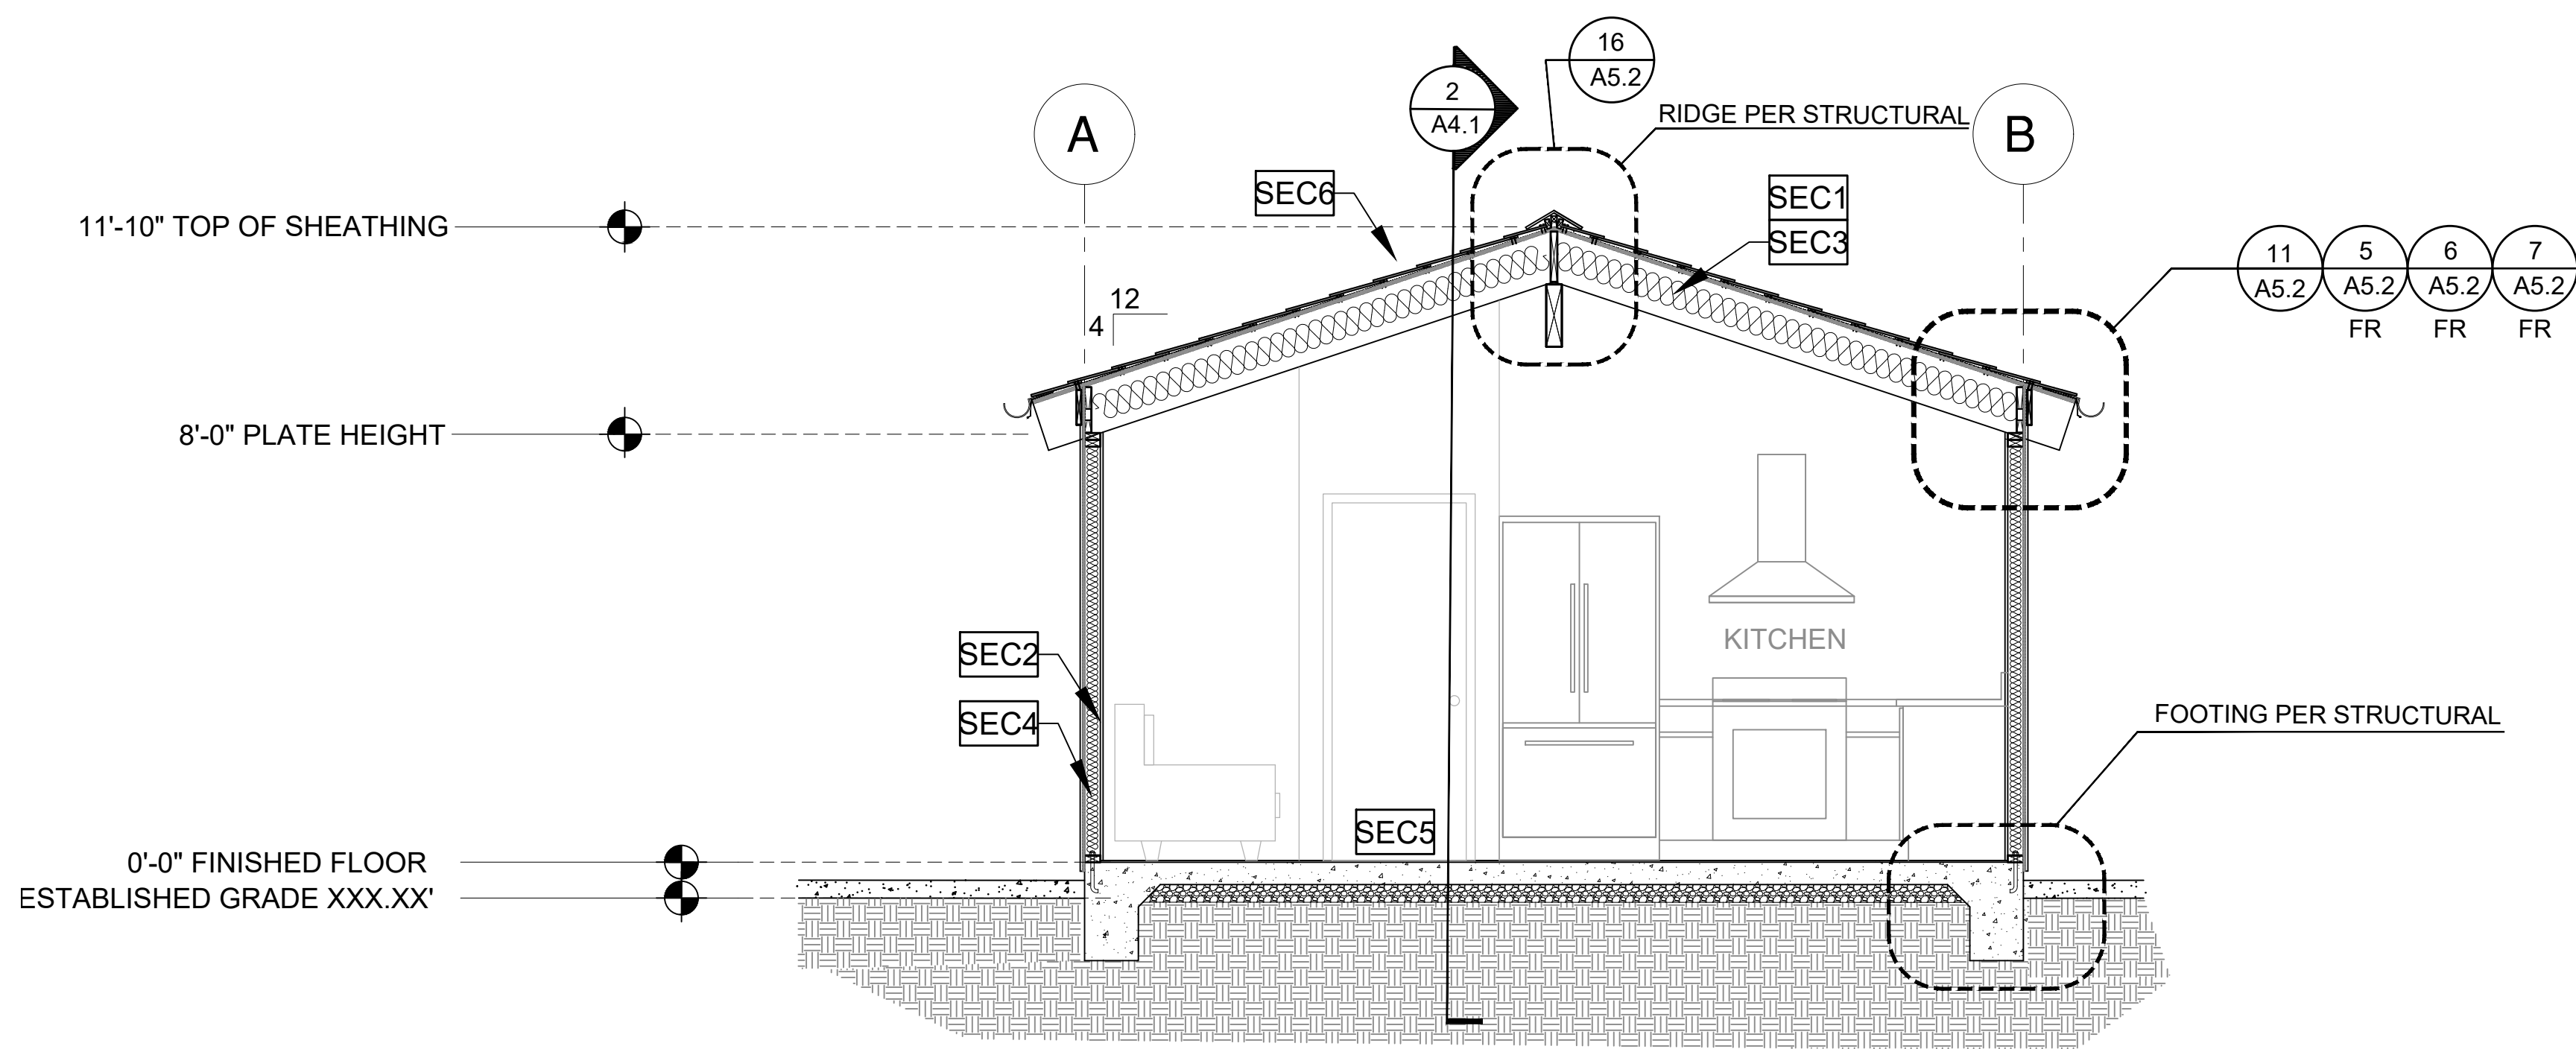 16
A5.2
2
A4.1
RIDGE PER STRUCTURAL
A
B
SEC6
SEC1
SEC3
11'-10" TOP OF SHEATHING
11
A5.2
5
A5.2
FR
6
A5.2
FR
7
A5.2
FR
12
4
8'-0" PLATE HEIGHT
KITCHEN
SEC2
SEC4
FOOTING PER STRUCTURAL
SEC5
0'-0" FINISHED FLOOR
ESTABLISHED GRADE XXX.XX'